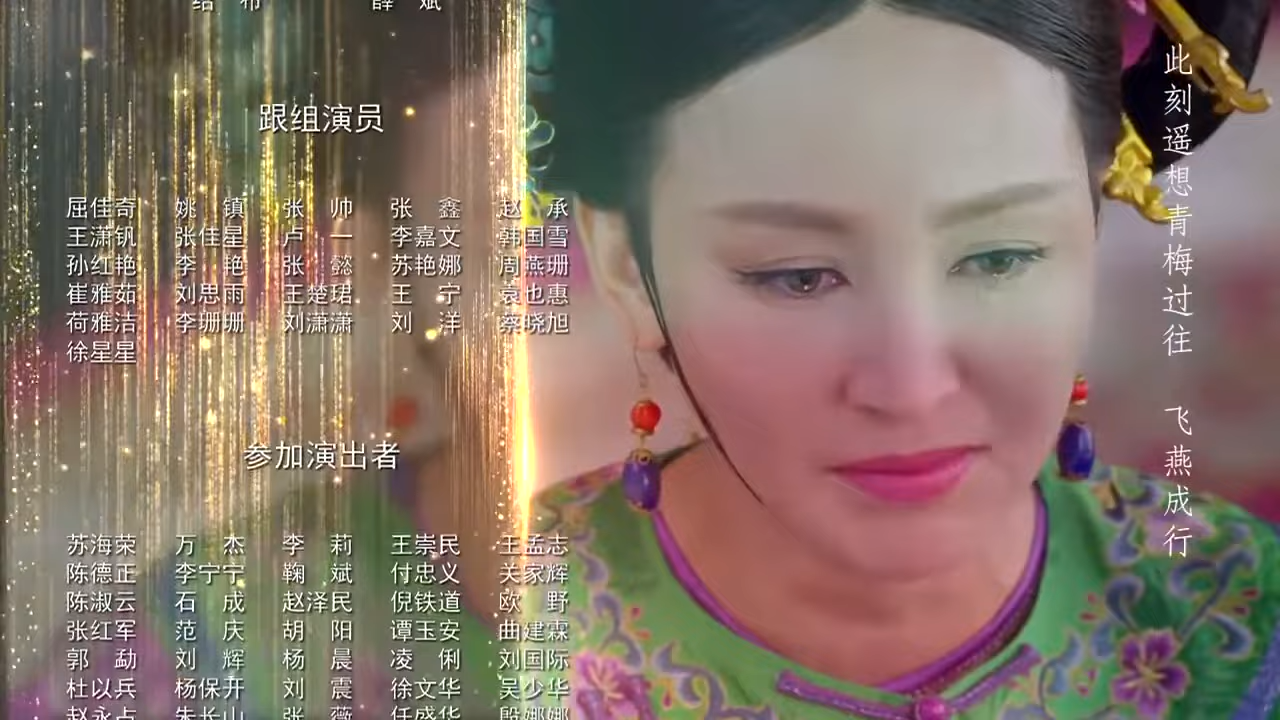 跟组演员
屈佳奇 姚镇 张帅 张鑫 赵承
王潇钒 张佳星 卢一 李嘉文 韩国雪
孙红艳 李艳 张懿 苏艳娜 周燕珊
崔雅茹 刘思雨 王楚珺 王宁 袁也惠
荷雅洁 李珊珊 刘潇潇 刘洋 蔡晓旭
徐星星
参加演出者
苏海荣 万杰 李莉 王崇民 王孟志
陈德正 李宁宁 鞠斌 付忠义 关家辉
陈淑云 石成 赵泽民 倪铁道 欧野
张红军 范庆 胡阳 谭玉安 曲建霖
郭勐 刘辉 杨晨 凌俐 刘国际
杜以兵 杨保开 刘震 徐文华 吴少华
此刻遥想青梅过往 飞燕成行